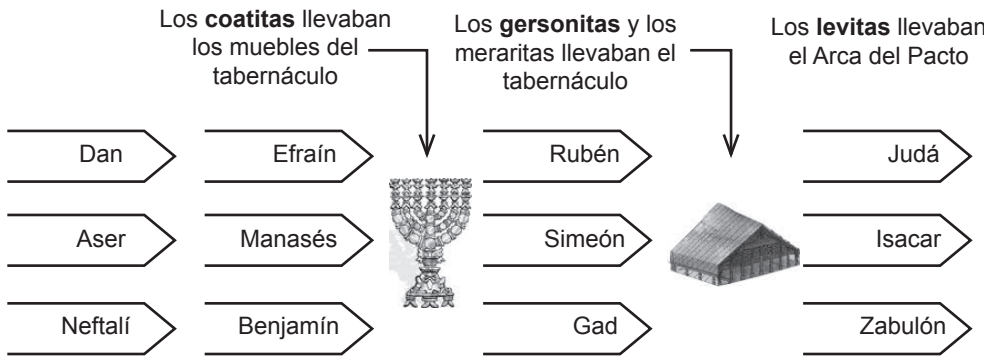 Los coatitas llevaban
los muebles del
tabernáculo
Los gersonitas y los
meraritas llevaban el
tabernáculo
Los levitas llevaban
el Arca del Pacto
Dan
Efraín
Rubén
Judá
Aser
Manasés
Simeón
Isacar
Neftalí
Benjamín
Gad
Zabulón